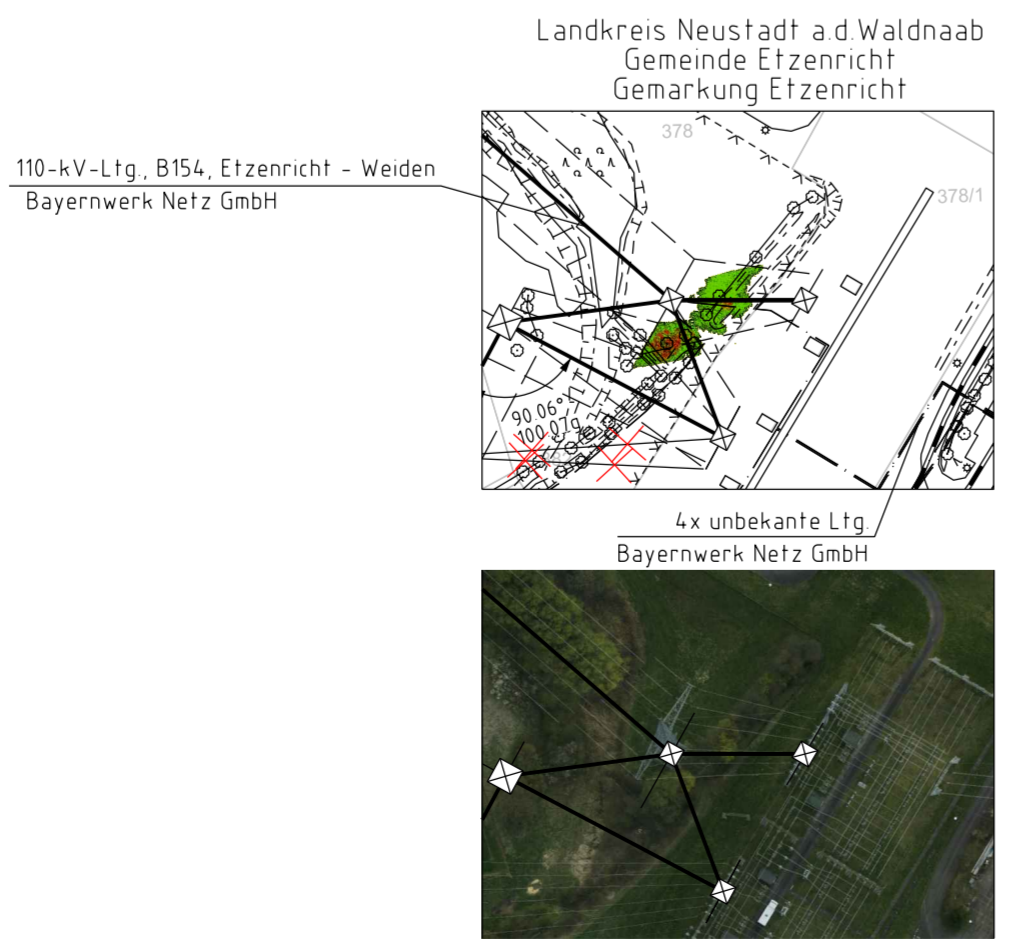 Landkreis Neustadt a.d.Waldnaab
Gemeinde Etzenricht
Gemarkung Etzenricht
110-kV-Ltg., B154, Etzenricht - Weiden
Bayernwerk Netz GmbH
378
378/1
90.06°
100.07g
4x unbekante Ltg.
Bayernwerk Netz GmbH